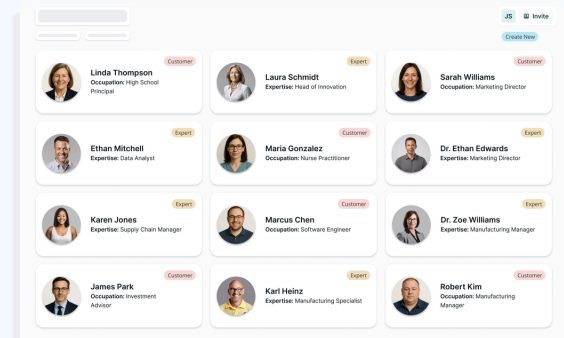 JS
Invite
Create New
Customer
Linda Thompson
Occupation: High School
Principal
Expert
Laura Schmidt
Expertise: Head of Innovation
Customer
Sarah Williams
Occupation: Marketing Director
Expert
Ethan Mitchell
Expertise: Data Analyst
Customer
Maria Gonzalez
Occupation: Nurse Practitioner
Expert
Dr. Ethan Edwards
Expertise: Marketing Director
Expert
Karen Jones
Expertise: Supply Chain Manager
Customer
Marcus Chen
Occupation: Software Engineer
Expert
Dr. Zoe Williams
Expertise: Manufacturing Manager
Customer
James Park
Occupation: Investment
Advisor
Expert
Karl Heinz
Expertise: Manufacturing Specialist
Customer
Robert Kim
Occupation: Manufacturing
Manager